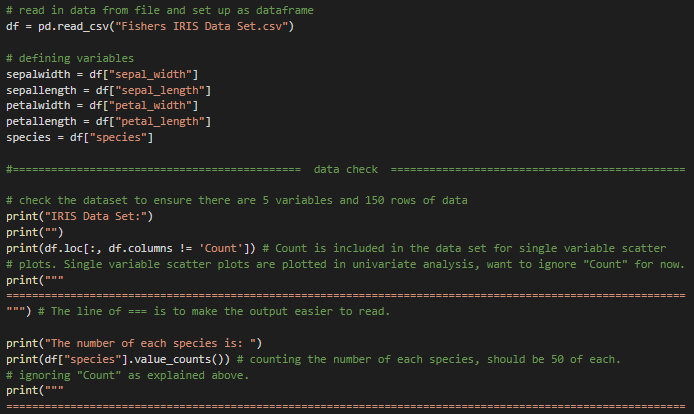 # read in data from file and set up as dataframe
df = pd.read_csv("Fishers IRIS Data Set.csv")
# defining variables
sepalwidth = df["sepal_width"]
sepallength = df["sepal_length"]
petalwidth = df["petal_width"]
petallength = df["petal_length"]
species = df["species"]
#============================================= data check ==============================================
# check the dataset to ensure there are 5 variables and 150 rows of data
print("IRIS Data Set:")
print("")
print(df.loc[:, df.columns != 'Count']) # Count is included in the data set for single variable scatter
# plots. Single variable scatter plots are plotted in univariate analysis, want to ignore "Count" for now.
print("""
==========================================================================================================
""") # The line of === is to make the output easier to read.
print("The number of each species is: ")
print(df["species"].value_counts()) # counting the number of each species, should be 50 of each.
# ignoring "Count" as explained above.
print("""
==========================================================================================================